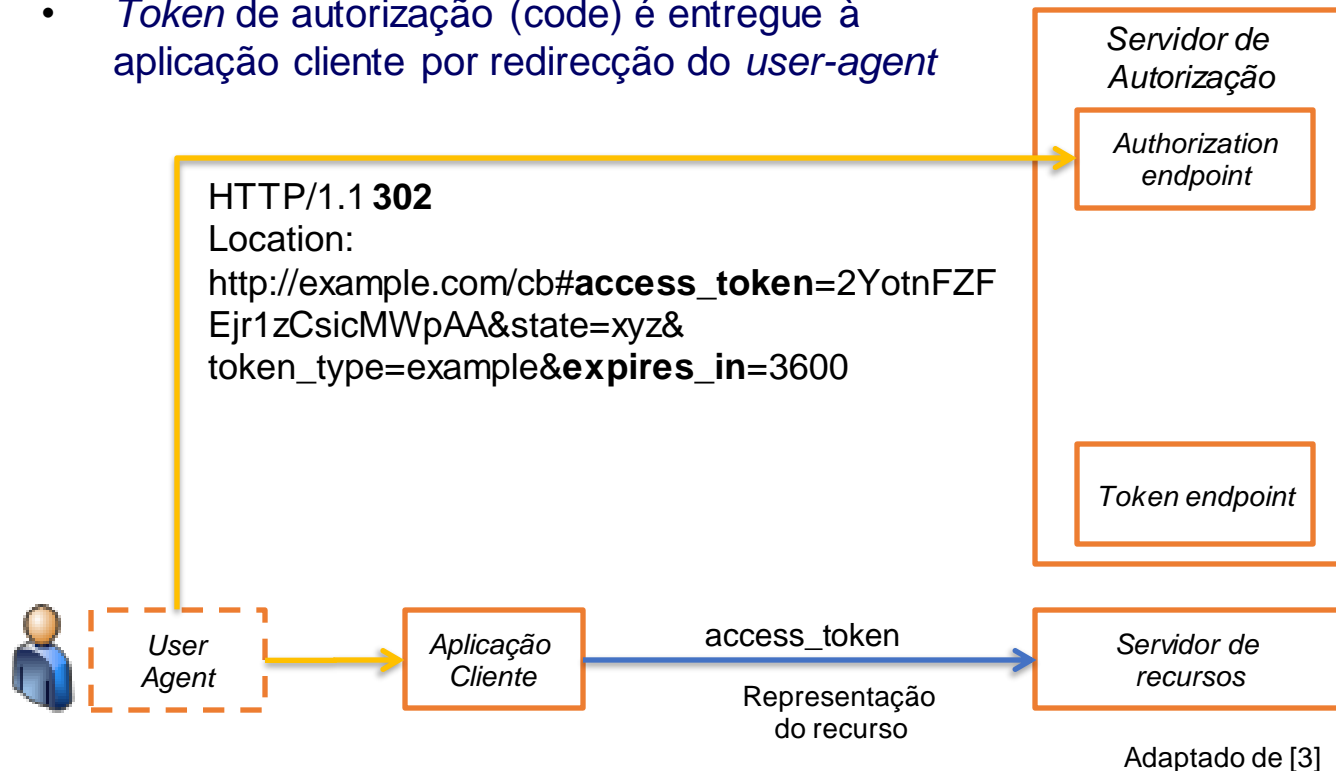 • Token de autorização (code) é entregue à
aplicação cliente por redirecção do user-agent
Servidor de
Autorização
Authorization
endpoint
HTTP/1.1 302
Location:
http://example.com/cb#access_token=2YotnFZF
Ejr1zCsicMWpAA&state=xyz&
token_type=example&expires_in=3600
Token endpoint
User
Agent
Aplicação
Cliente
access_token
Representação
do recurso
Servidor de
recursos
Adaptado de [3]